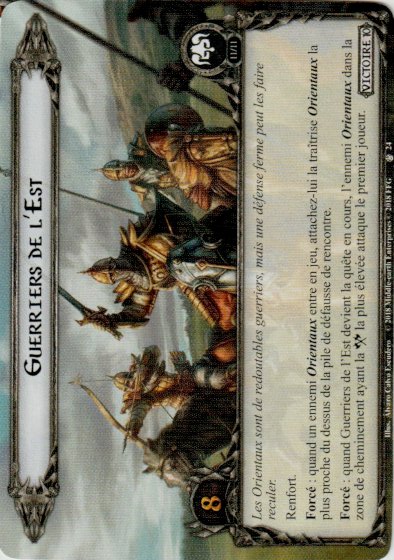 GUERRIERS DE L'EST
11/11
8
Les Orientaux sont de redoutables guerriers, mais une défense ferme peut les faire
reculer.
Renfort.
Forcé : quand un ennemi Orientaux entre en jeu, attachez-lui la traîtrise Orientaux la
plus proche du dessus de la pile de défausse de rencontre.
Forcé : quand Guerriers de l'Est devient la quête en cours, l'ennemi Orientaux dans la
zone de cheminement ayant la la plus élevée attaque le premier joueur.
VICTOIRE 10
Illus. Álvaro Calvo Escudero © 2018 Middle-earth Enterprises © 2018 FFG 24